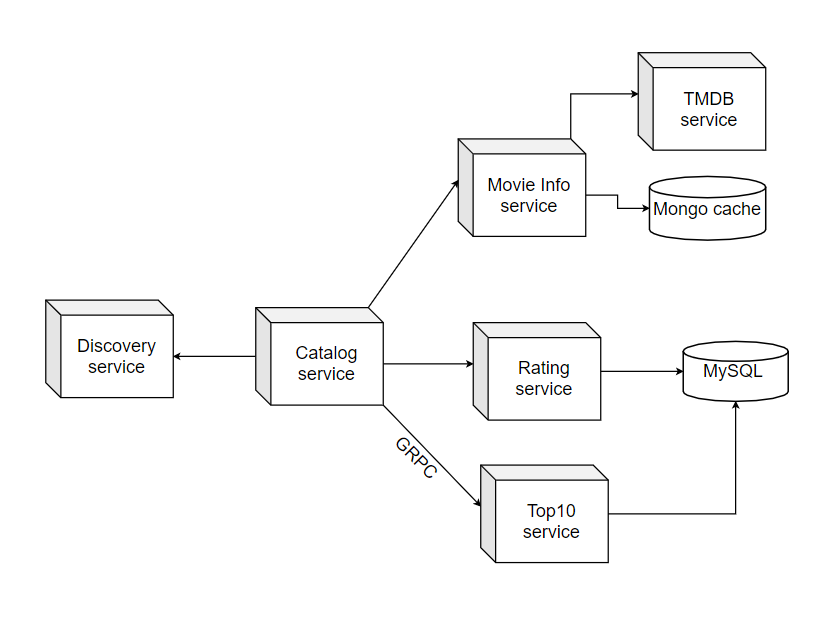 TMDB
service
Movie Info
service
Mongo cache
Discovery
service
Catalog
service
Rating
service
MySQL
GRPC
Top10
service